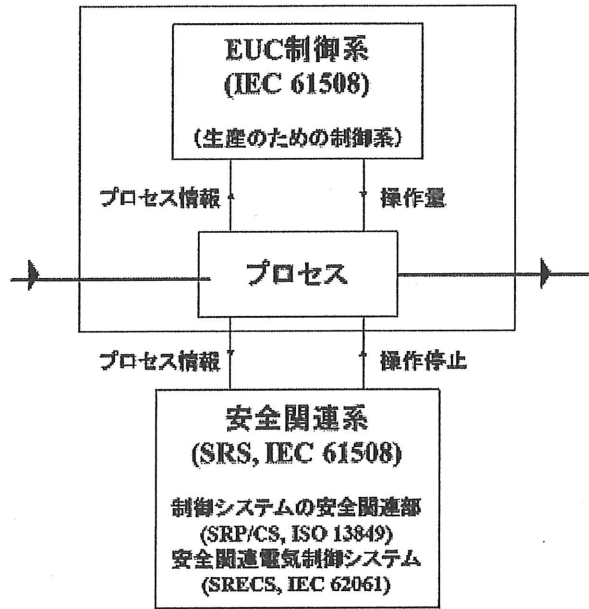 EUC制御系
(IEC 61508)
(生産のための制御系)
プロセス情報
操作量
プロセス
プロセス情報
操作停止
安全関連系
(SRS, IEC 61508)
制御システムの安全関連部
(SRP/CS, ISO 13849)
安全関連電気制御システム
(SRECS, IEC 62061)